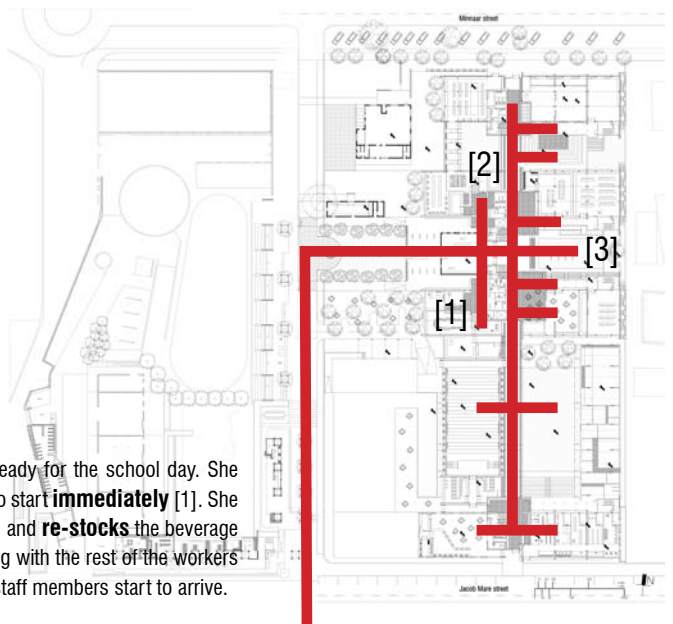 Minnaar street
[2]
[3]
[1]
eady for the school day. She
o start immediately [1]. She
and re-stocks the beverage
g with the rest of the workers
staff members start to arrive.
Jacob Mare street
N